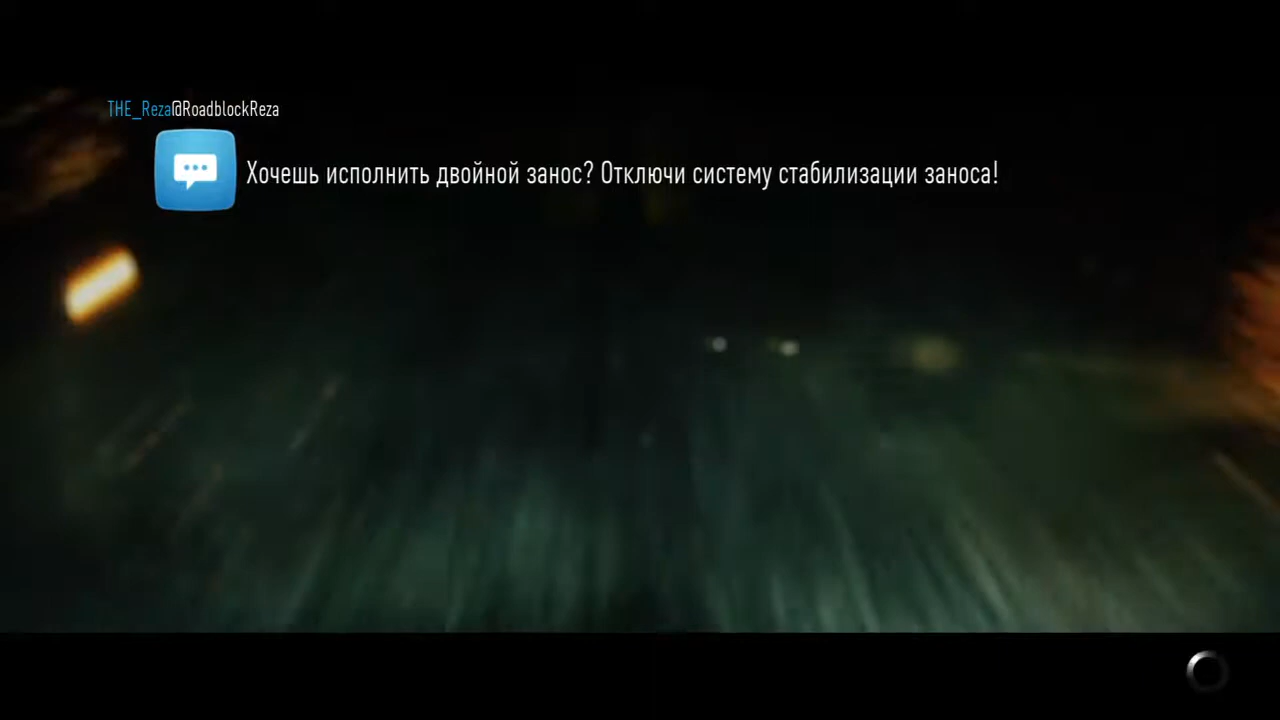 THE_Reza@RoadblockReza
Хочешь исполнить двойной занос? Отключи систему стабилизации заноса!